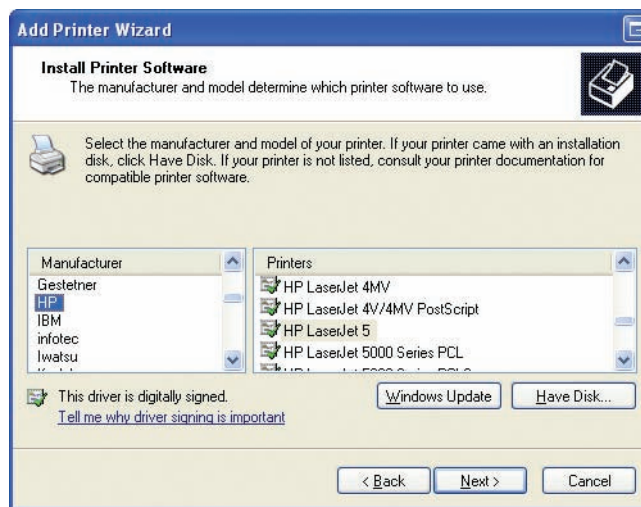 Add Printer Wizard
Install Printer Software
The manufacturer and model determine which printer software to use.
Select the manufacturer and model of your printer. If your printer came with an installation
disk, click Have Disk. If your printer is not listed, consult your printer documentation for
compatible printer software.
Manufacturer
Gestetner
HP
IBM
infotec
Iwatsu
Printers
HP LaserJet 4MV
HP LaserJet 4V/4MV PostScript
HP LaserJet 5
HP LaserJet 5000 Series PCL
This driver is digitally signed.
Tell me why driver signing is important
Windows Update
Have Disk...
< Back
Next >
Cancel